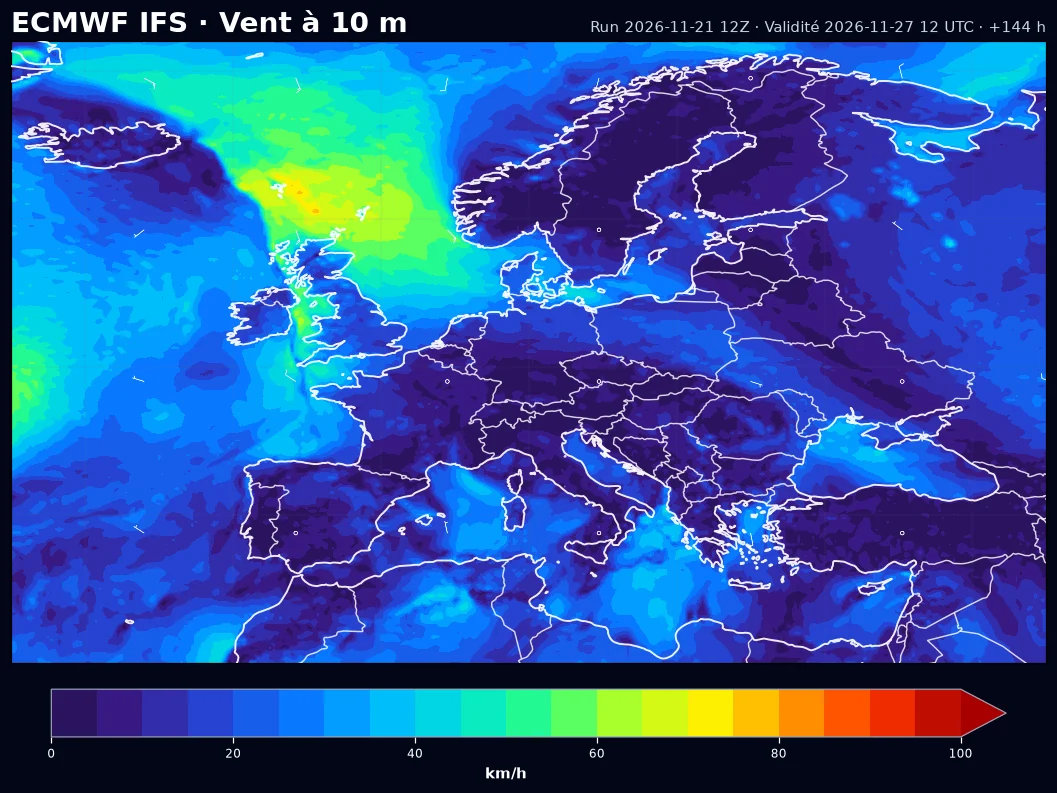 ECMWF IFS · Vent à 10 m
Run 2026-11-21 12Z · Validité 2026-11-27 12 UTC · +144 h
0 20 40 60 80 100
km/h